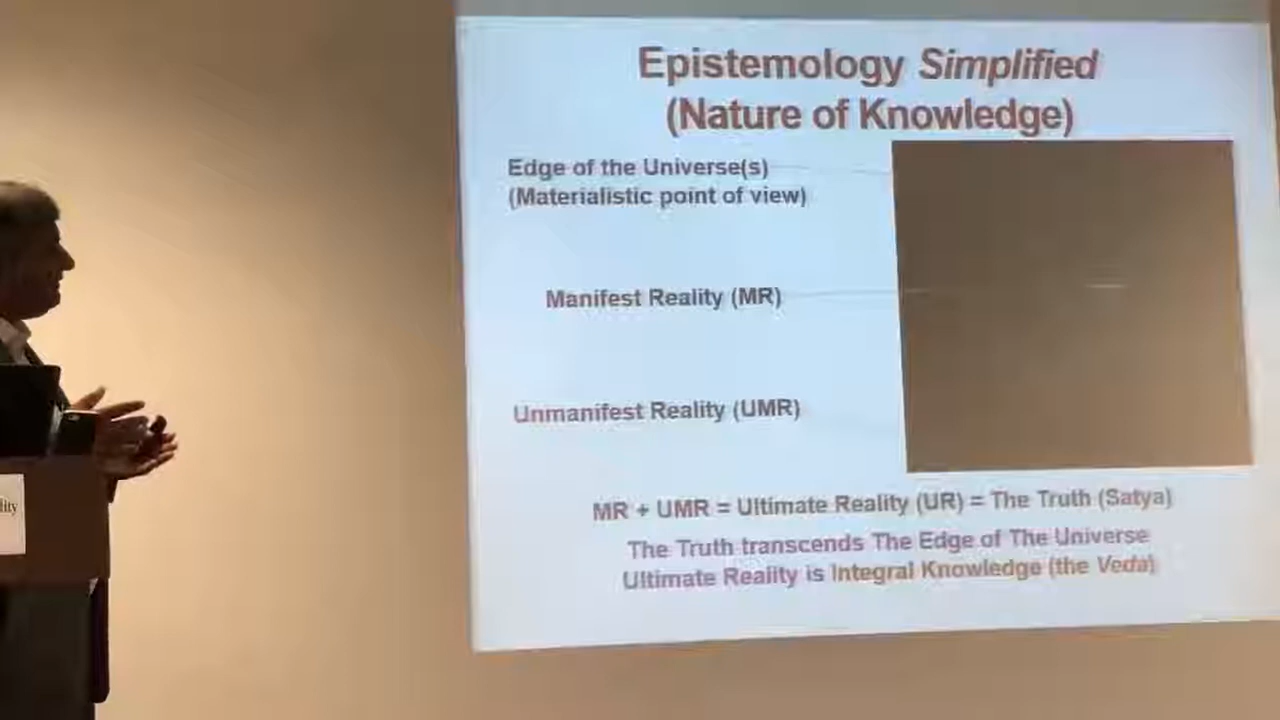 Epistemology Simplified
(Nature of Knowledge)
Edge of the Universe(s)
(Materialistic point of view)
Manifest Reality (MR)
Unmanifest Reality (UMR)
MR + UMR = Ultimate Reality (UR) = The Truth (Satya)
The Truth transcends The Edge of The Universe
Ultimate Reality is Integral Knowledge (the Veda)